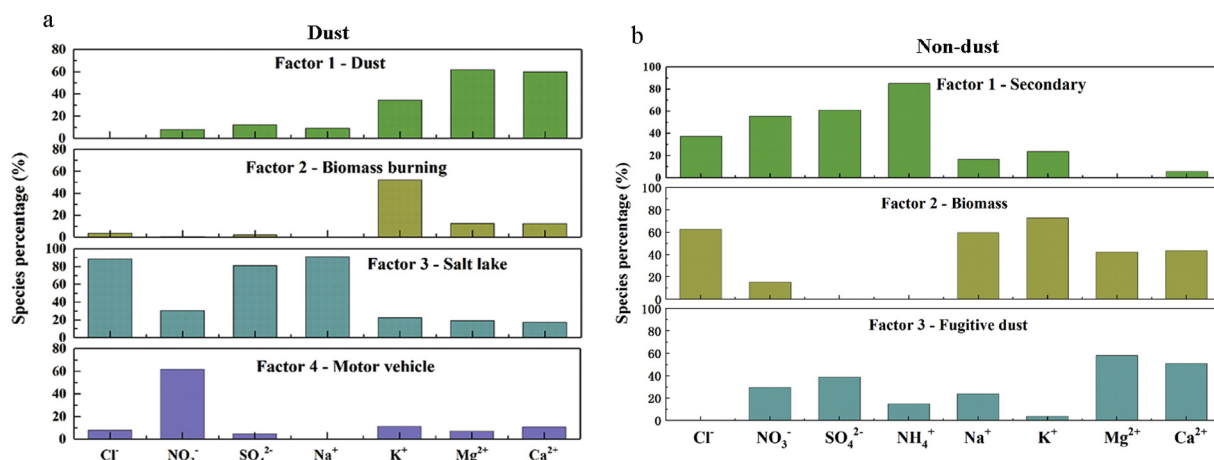 a
Dust
Species percentage (%)
Factor 1 - Dust
80
60
40
20
0
Factor 2 - Biomass burning
80
60
40
20
0
Factor 3 - Salt lake
100
80
60
40
20
0
Factor 4 - Motor vehicle
80
60
40
20
0
Cl⁻ NO₃⁻ SO₄²⁻ Na⁺ K⁺ Mg²⁺ Ca²⁺
b
Non-dust
Species percentage (%)
Factor 1 - Secondary
100
80
60
40
20
0
Factor 2 - Biomass
100
80
60
40
20
0
Factor 3 - Fugitive dust
100
80
60
40
20
0
Cl⁻ NO₃⁻ SO₄²⁻ NH₄⁺ Na⁺ K⁺ Mg²⁺ Ca²⁺